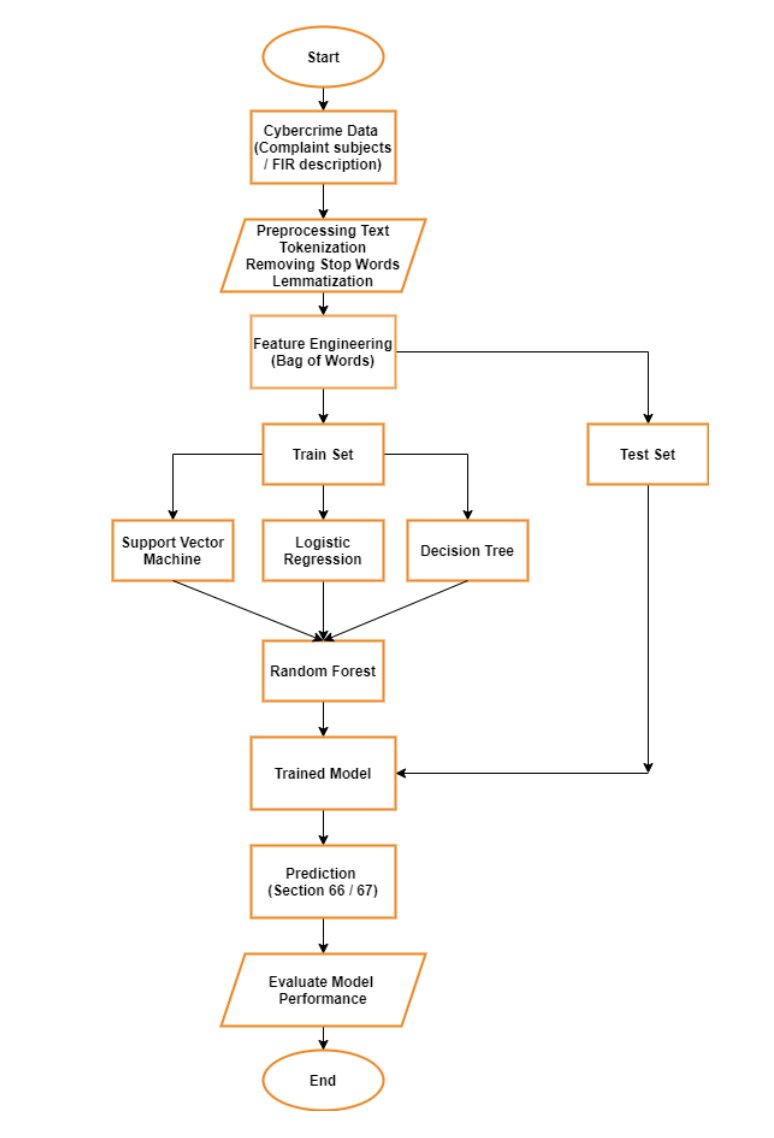 Start
Cybercrime Data
(Complaint subjects
/ FIR description)
Preprocessing Text
Tokenization
Removing Stop Words
Lemmatization
Feature Engineering
(Bag of Words)
Train Set
Test Set
Support Vector
Machine
Logistic
Regression
Decision Tree
Random Forest
Trained Model
Prediction
(Section 66 / 67)
Evaluate Model
Performance
End